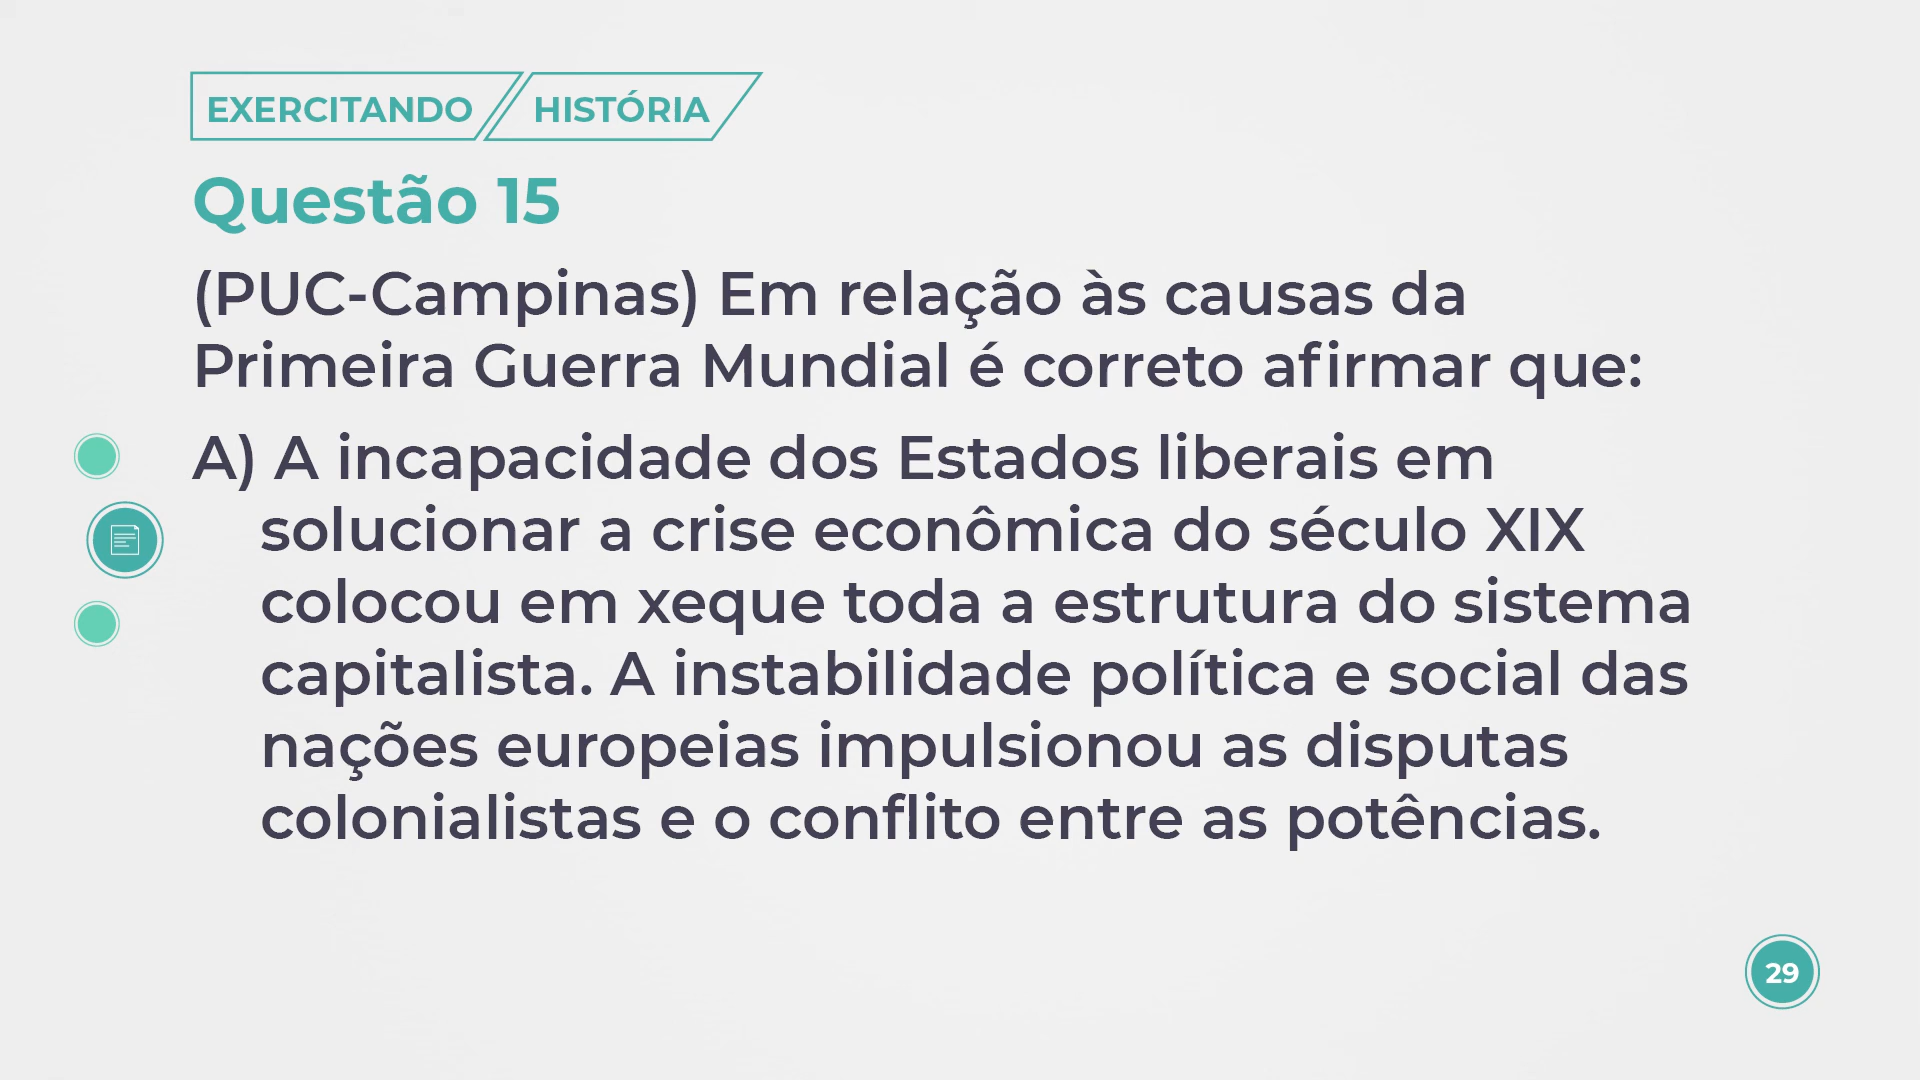 EXERCITANDO HISTÓRIA
Questão 15
(PUC-Campinas) Em relação às causas da
Primeira Guerra Mundial é correto afirmar que:
A) A incapacidade dos Estados liberais em
solucionar a crise econômica do século XIX
colocou em xeque toda a estrutura do sistema
capitalista. A instabilidade política e social das
nações europeias impulsionou as disputas
colonialistas e o conflito entre as potências.
29